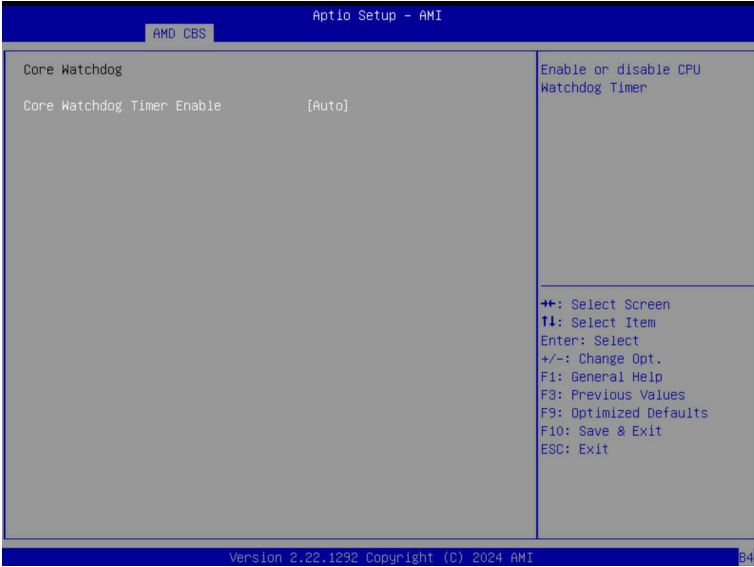 Aptio Setup – AMI
AMD CBS
Core Watchdog
Core Watchdog Timer Enable [Auto]
Enable or disable CPU
Watchdog Timer
→←: Select Screen
↑↓: Select Item
Enter: Select
+/-: Change Opt.
F1: General Help
F3: Previous Values
F9: Optimized Defaults
F10: Save & Exit
ESC: Exit
Version 2.22.1292 Copyright (C) 2024 AMI
B4